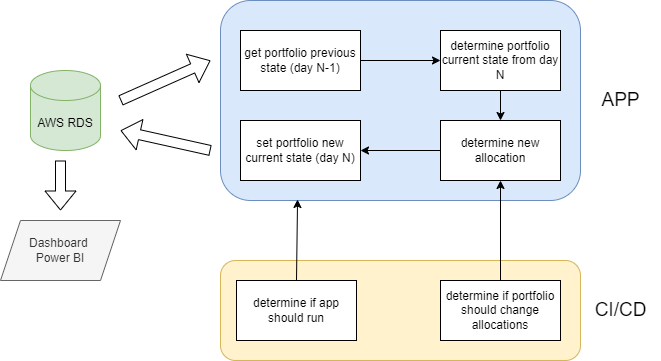 get portfolio previous
state (day N-1)
determine portfolio
current state from day
N
APP
AWS RDS
set portfolio new
current state (day N)
determine new
allocation
Dashboard
Power BI
determine if app
should run
determine if portfolio
should change
allocations
CI/CD